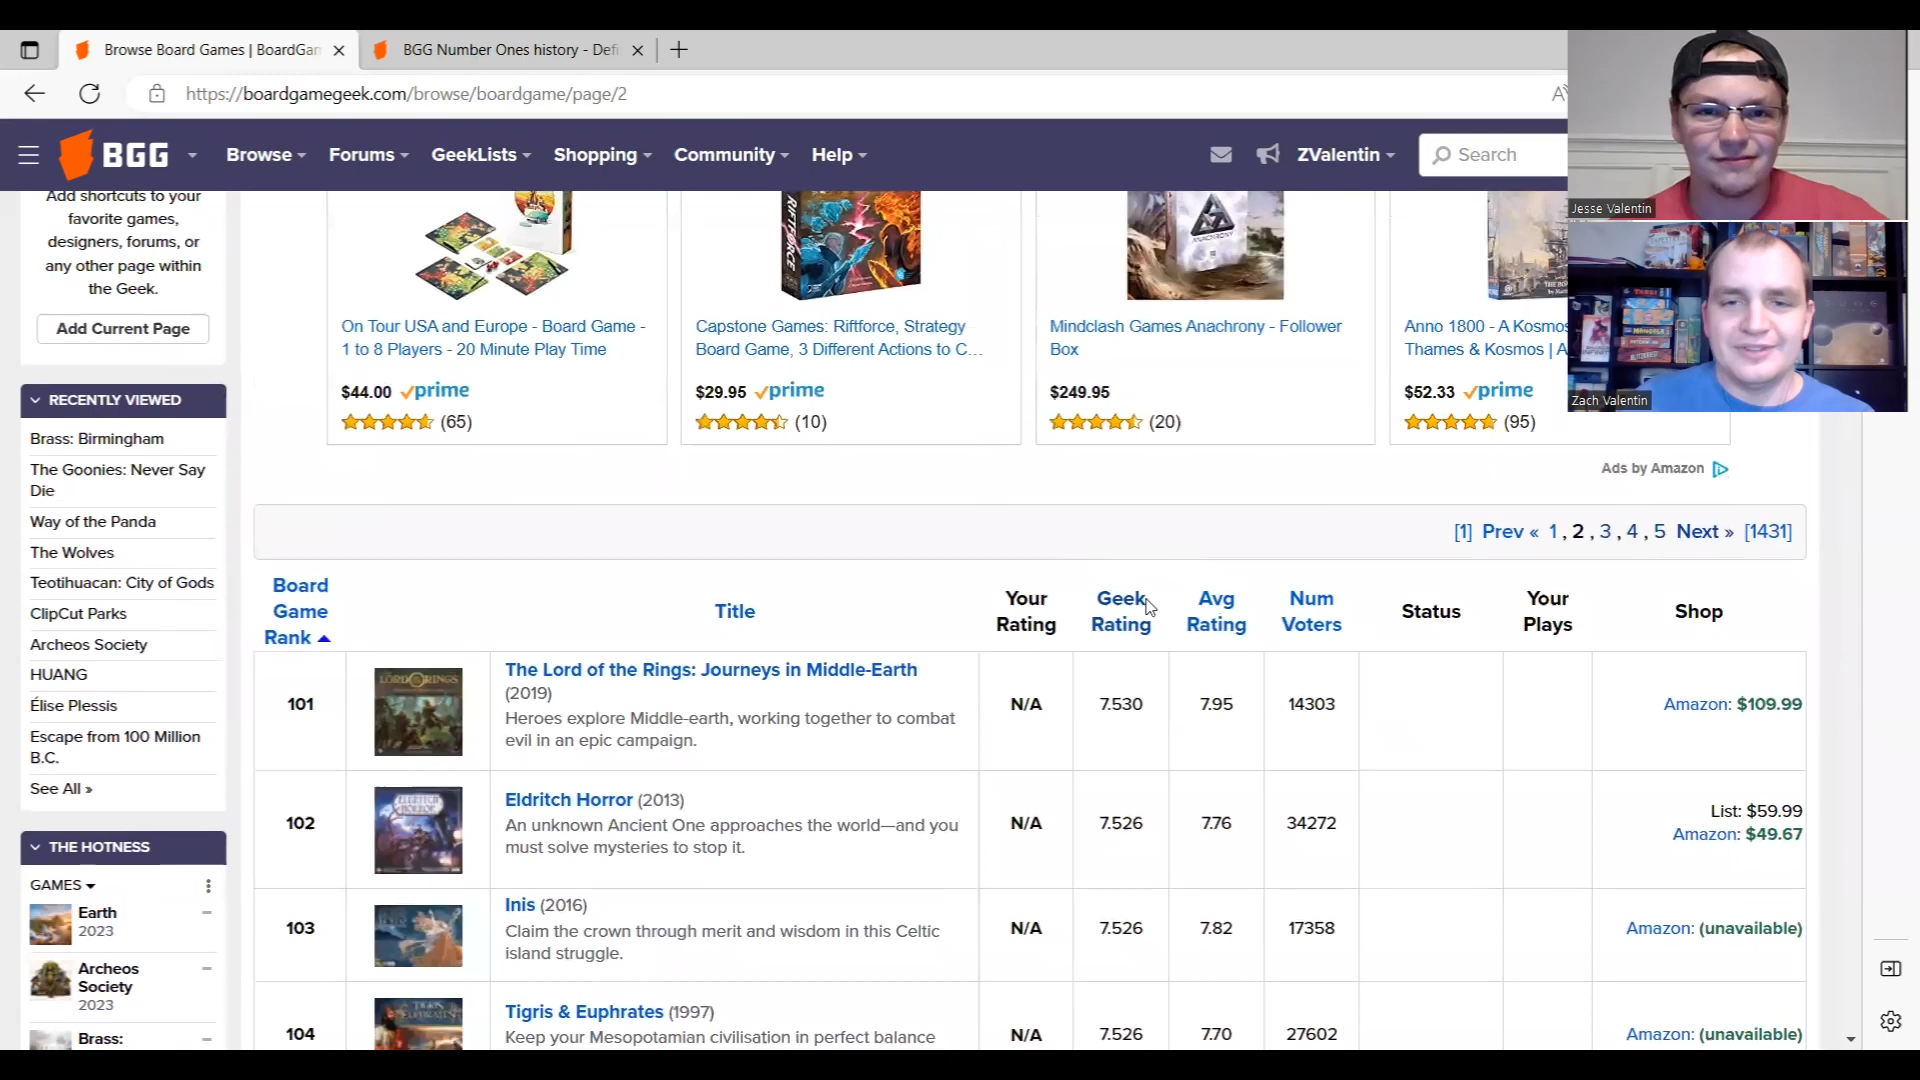 Browse Board Games | BoardGam
BGG Number Ones history - Defi
https://boardgamegeek.com/browse/boardgame/page/2
BGG
Browse
Forums
GeekLists
Shopping
Community
Help
ZValentin
Search
Jesse Valentin
Zach Valentin
Add shortcuts to your
favorite games,
designers, forums, or
any other page within
the Geek.
Add Current Page
RECENTLY VIEWED
Brass: Birmingham
The Goonies: Never Say
Die
Way of the Panda
The Wolves
Teotihuacan: City of Gods
ClipCut Parks
Archeos Society
HUANG
Élise Plessis
Escape from 100 Million
B.C.
See All »
THE HOTNESS
GAMES
Earth
2023
Archeos
Society
2023
Brass:
RIFTFORCE
ANACHRONY
On Tour USA and Europe - Board Game -
1 to 8 Players - 20 Minute Play Time
$44.00 prime
(65)
Capstone Games: Riftforce, Strategy
Board Game, 3 Different Actions to C...
$29.95 prime
(10)
Mindclash Games Anachrony - Follower
Box
$249.95
(20)
Anno 1800 - A Kosmos
Thames & Kosmos | A
$52.33 prime
(95)
Ads by Amazon
[1] Prev « 1 , 2 , 3 , 4 , 5 Next » [1431]
Board
Game
Rank
Title
Your
Rating
Geek
Rating
Avg
Rating
Num
Voters
Status
Your
Plays
Shop
101
The Lord of the Rings: Journeys in Middle-Earth
(2019)
Heroes explore Middle-earth, working together to combat
evil in an epic campaign.
N/A
7.530
7.95
14303
Amazon: $109.99
102
Eldritch Horror (2013)
An unknown Ancient One approaches the world—and you
must solve mysteries to stop it.
N/A
7.526
7.76
34272
List: $59.99
Amazon: $49.67
103
Inis (2016)
Claim the crown through merit and wisdom in this Celtic
island struggle.
N/A
7.526
7.82
17358
Amazon: (unavailable)
104
Tigris & Euphrates (1997)
Keep your Mesopotamian civilisation in perfect balance
N/A
7.526
7.70
27602
Amazon: (unavailable)